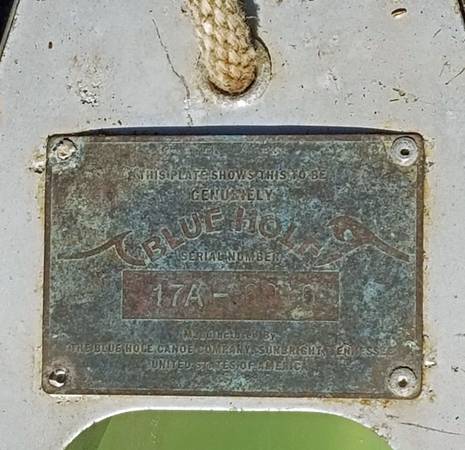 THIS PLATE SHOWS THIS TO BE
GENUINELY
BLUE HOLE
SERIAL NUMBER
17A -
Manufactured By
THE BLUE HOLE CANOE COMPANY, SUNBRIGHT, TENNESSEE
UNITED STATES OF AMERICA